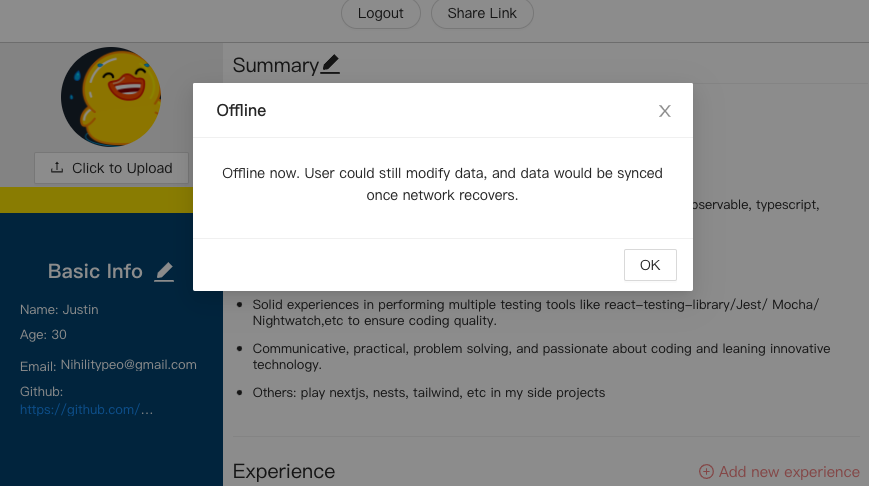 Logout
Share Link
Summary
Click to Upload
Offline
Offline now. User could still modify data, and data would be synced
once network recovers.
OK
typescript,
Basic Info
Name: Justin
Age: 30
Email: Nihilitypeo@gmail.com
Github:
https://github.com/...
Solid experiences in performing multiple testing tools like react-testing-library/Jest/ Mocha/
Nightwatch,etc to ensure coding quality.
Communicative, practical, problem solving, and passionate about coding and leaning innovative
technology.
Others: play nextjs, nests, tailwind, etc in my side projects
Experience
Add new experience